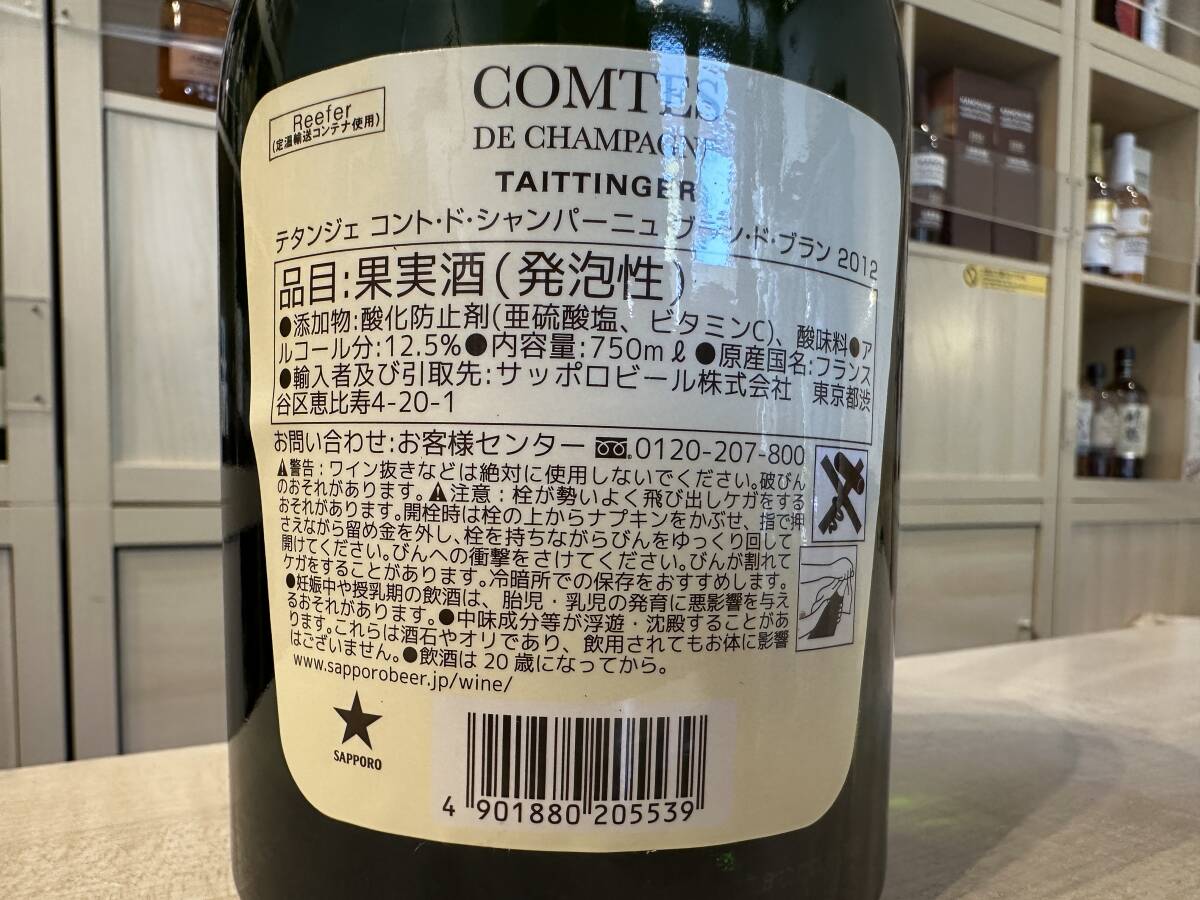 Reefer
(定温輸送コンテナ使用)
COMTES
DE CHAMPAGNE
TAITTINGER
テタンジェ コント・ド・シャンパーニュ ブラン・ド・ブラン 2012
品目:果実酒(発泡性)
●添加物:酸化防止剤(亜硫酸塩、ビタミンC)、酸味料●ア
ルコール分:12.5%●内容量:750mℓ●原産国名:フランス
●輸入者及び引取先:サッポロビール株式会社 東京都渋
谷区恵比寿4-20-1
お問い合わせ:お客様センター 0120-207-800
警告:ワイン抜きなどは絶対に使用しないでください。破びん
のおそれがあります。注意:栓が勢いよく飛び出しケガをする
おそれがあります。開栓時は栓の上からナプキンをかぶせ、指で押
さえながら留め金を外し、栓を持ちながらびんをゆっくり回して
開けてください。びんへの衝撃をさけてください。びんが割れて
ケガをすることがあります。冷暗所での保存をおすすめします。
●妊娠中や授乳期の飲酒は、胎児・乳児の発育に悪影響を与え
るおそれがあります。●中味成分等が浮遊・沈殿することがあ
ります。これらは酒石やオリであり、飲用されてもお体に影響
はございません。●飲酒は20歳になってから。
www.sapporobeer.jp/wine/
SAPPORO
4 901880 205539